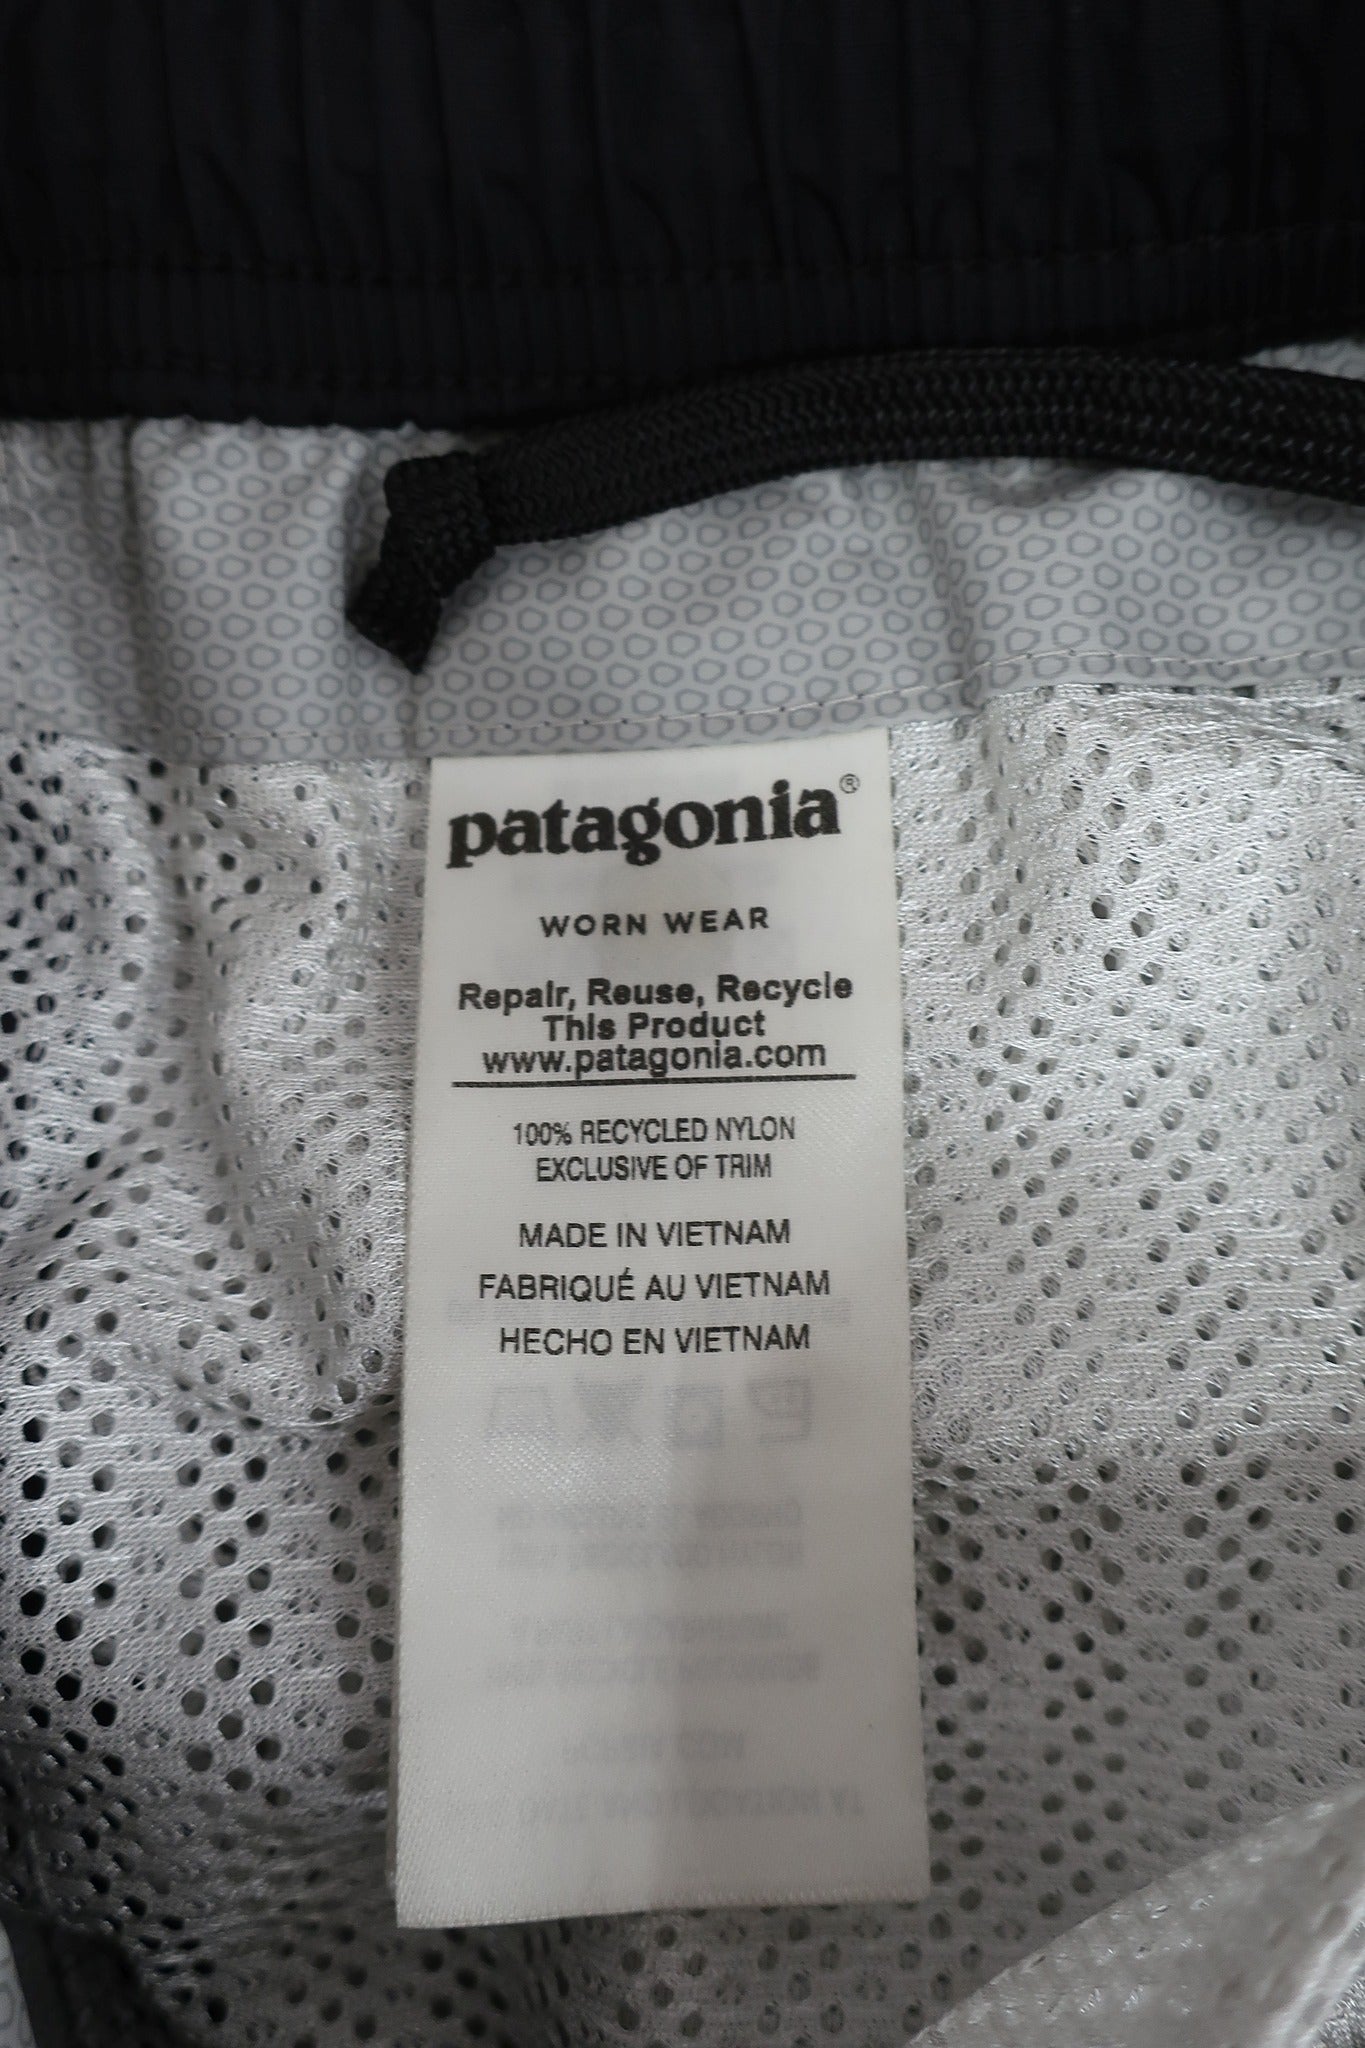 patagonia®
WORN WEAR
Repair, Reuse, Recycle
This Product
www.patagonia.com
100% RECYCLED NYLON
EXCLUSIVE OF TRIM
MADE IN VIETNAM
FABRIQUÉ AU VIETNAM
HECHO EN VIETNAM